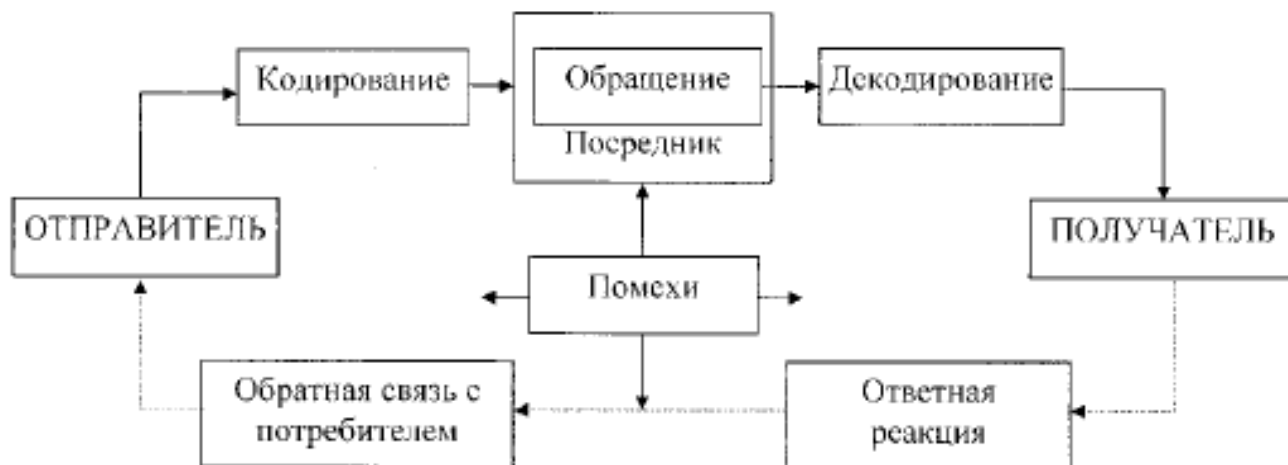 Кодирование
Обращение
Декодирование
Посредник
ОТПРАВИТЕЛЬ
ПОЛУЧАТЕЛЬ
Помехи
Обратная связь с
потребителем
Ответная
реакция